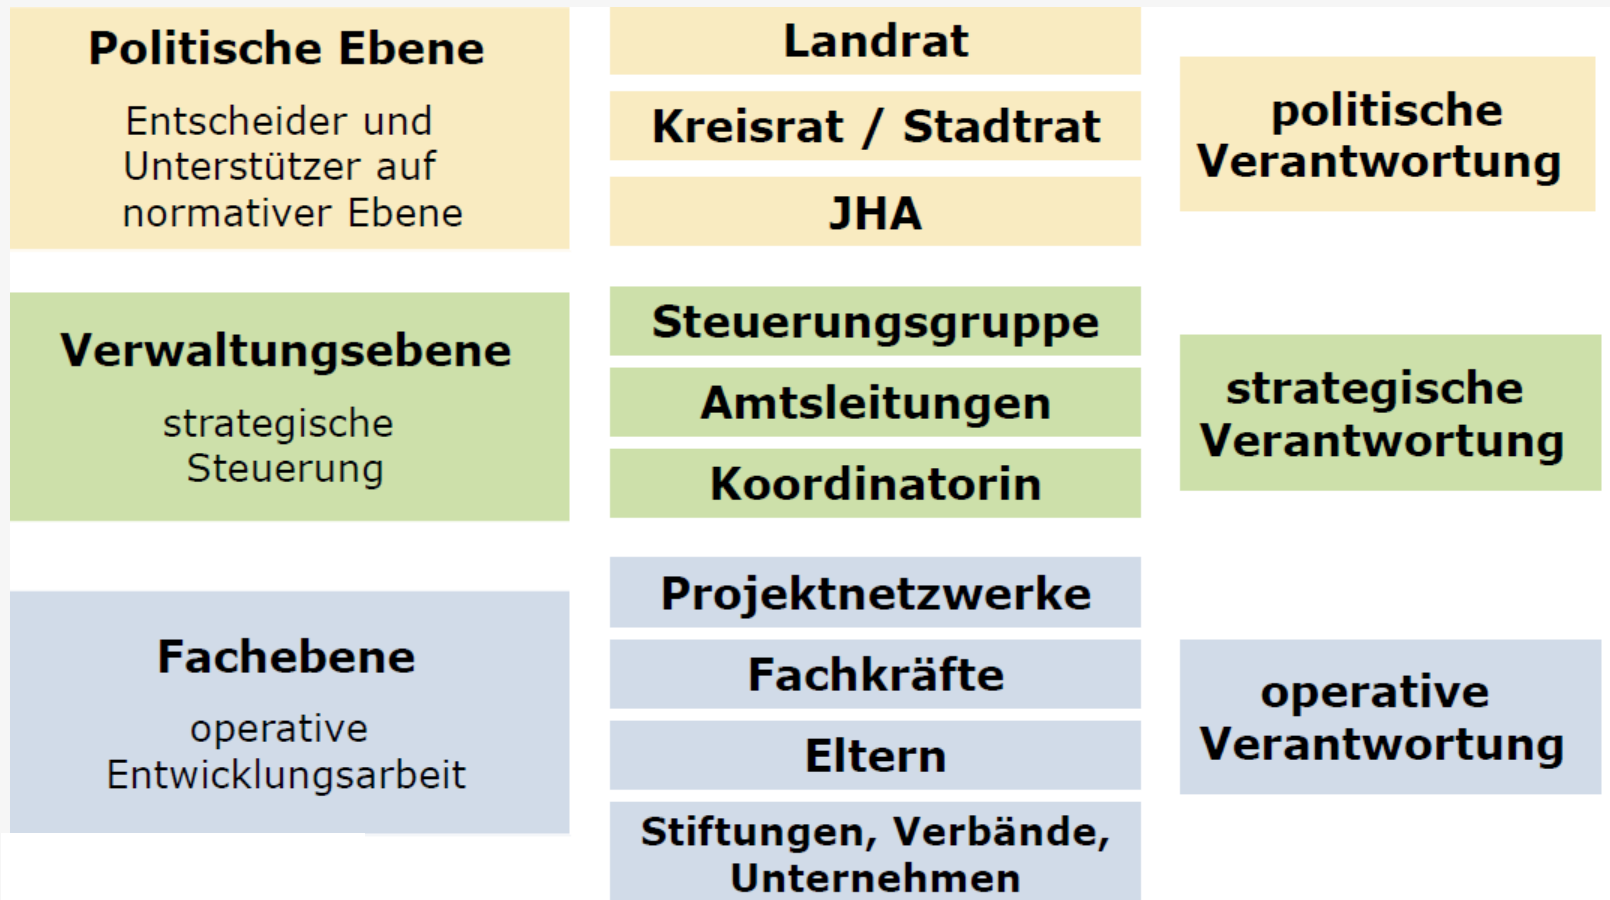 Politische Ebene
Entscheider und
Unterstützer auf
normativer Ebene
Landrat
Kreisrat / Stadtrat
JHA
politische
Verantwortung
Verwaltungsebene
strategische
Steuerung
Steuerungsgruppe
Amtsleitungen
Koordinatorin
strategische
Verantwortung
Fachebene
operative
Entwicklungsarbeit
Projektnetzwerke
Fachkräfte
Eltern
Stiftungen, Verbände,
Unternehmen
operative
Verantwortung